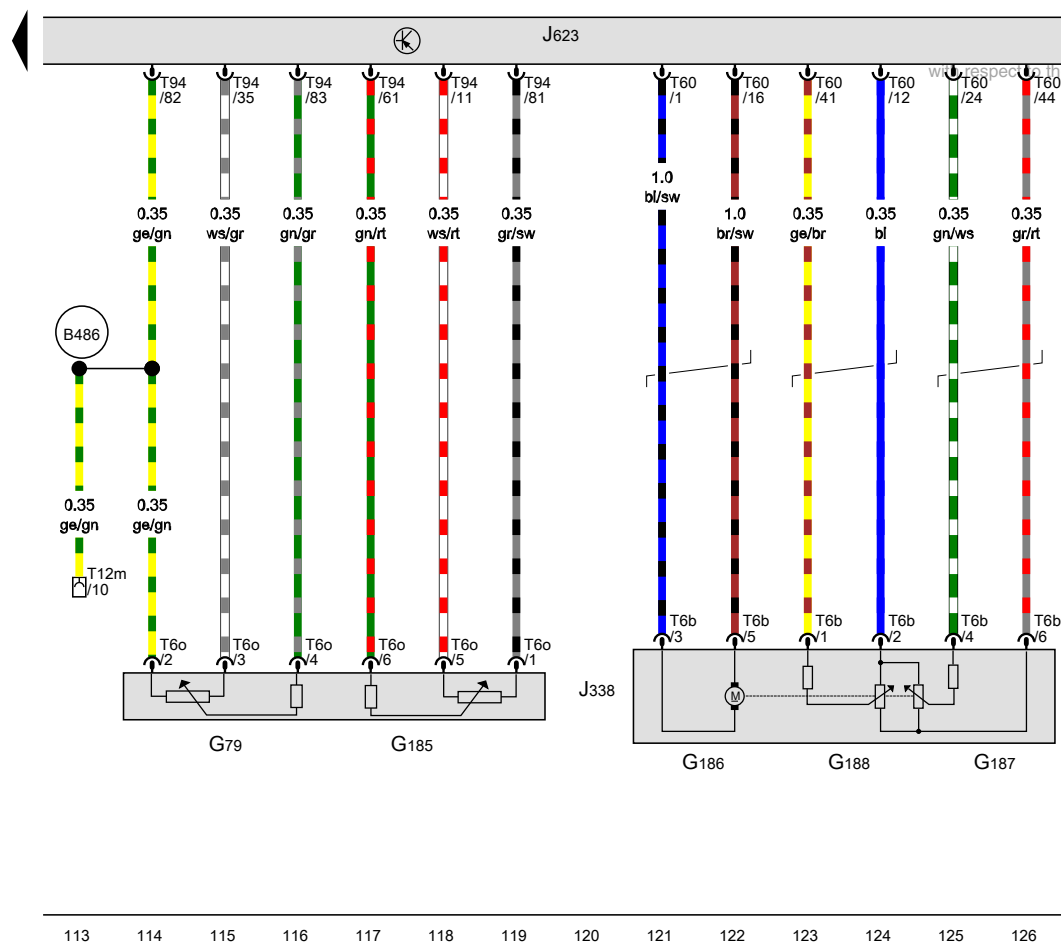 J623
with respect to th
T94 T94 T94 T94 T94 T94 T60 T60 T60 T60 T60 T60
/82 /35 /83 /61 /11 /81 /1 /16 /41 /12 /24 /44
1.0
bl/sw
0.35 0.35 0.35 0.35 0.35 0.35 1.0 0.35 0.35 0.35 0.35
ge/gn ws/gr gn/gr gn/rt ws/rt gr/sw br/sw ge/br bl gn/ws gr/rt
B486
0.35 0.35
ge/gn ge/gn
T12m
/10
T6b T6b T6b T6b T6b T6b
/3 /5 /1 /2 /4 /6
T6o T6o T6o T6o T6o T6o
/2 /3 /4 /6 /5 /1
J338
M
G79 G185
G186 G188 G187
113 114 115 116 117 118 119 120 121 122 123 124 125 126